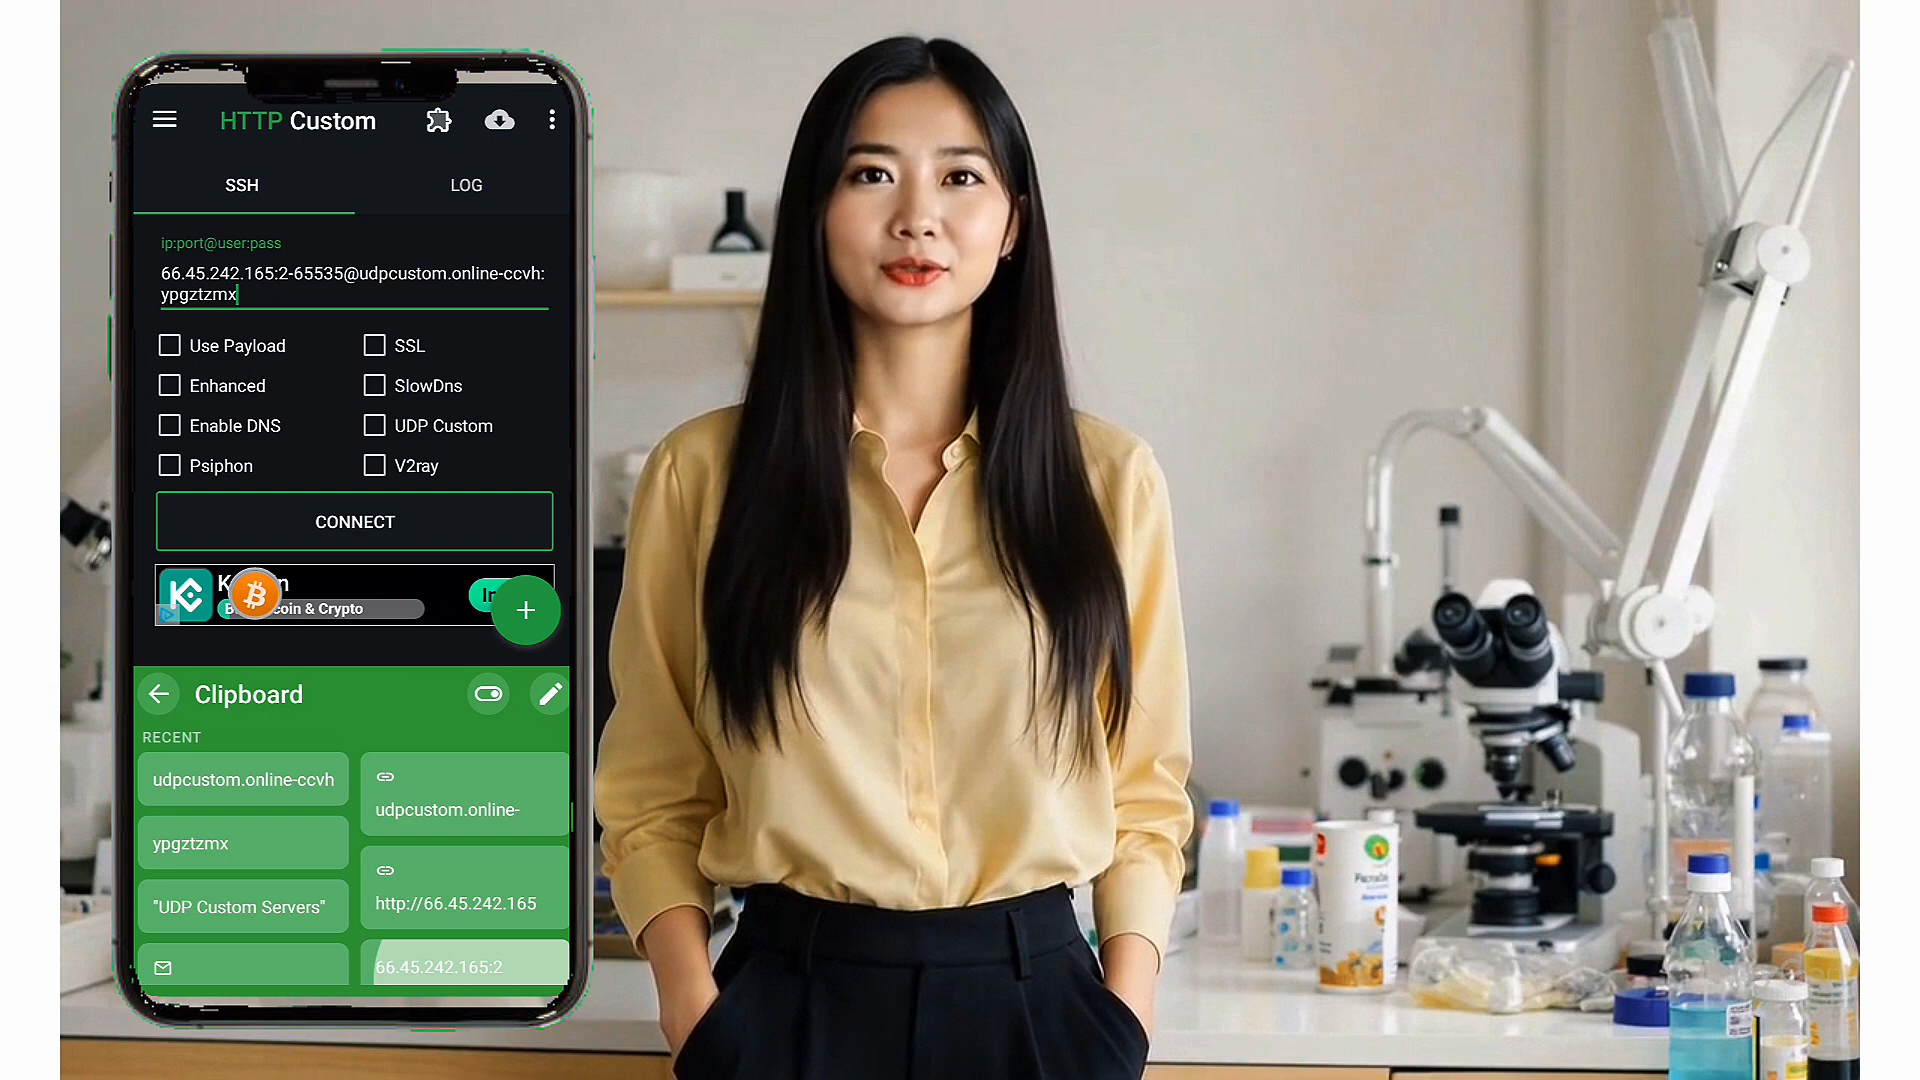 HTTP Custom
SSH
LOG
ip:port@user:pass
66.45.242.165:2-65535@udpcustom.online-ccvh:
ypgztzmx
Use Payload
SSL
Enhanced
SlowDns
Enable DNS
UDP Custom
Psiphon
V2ray
CONNECT
coin & Crypto
Clipboard
RECENT
udpcustom.online-ccvh
udpcustom.online-
ypgztzmx
http://66.45.242.165
"UDP Custom Servers"
66.45.242.165:2